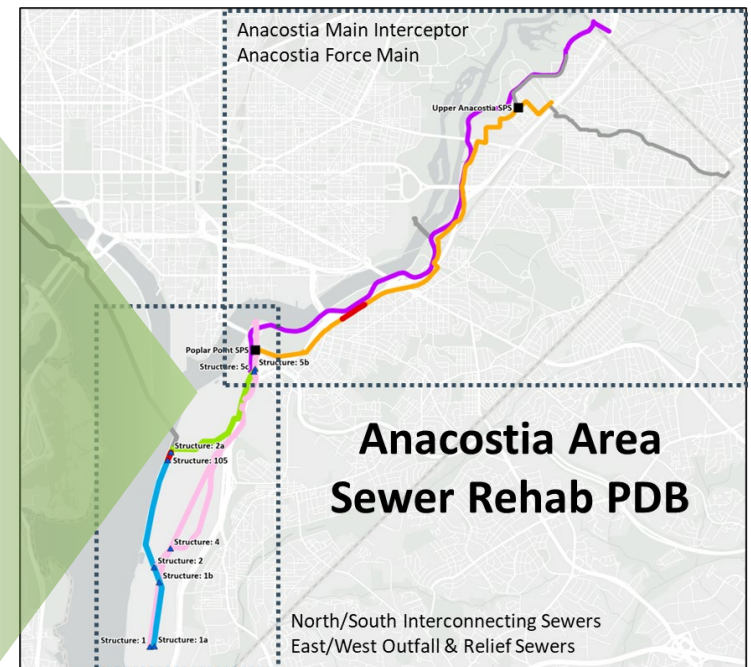 Anacostia Main Interceptor
Anacostia Force Main
Upper Anacostia SPS
Poplar Point SPS
Structure: 5b
Structure: 5c
Structure: 2a
Structure: 105
Structure: 4
Structure: 2
Structure: 1b
Structure: 1
Structure: 1a
Anacostia Area
Sewer Rehab PDB
North/South Interconnecting Sewers
East/West Outfall & Relief Sewers